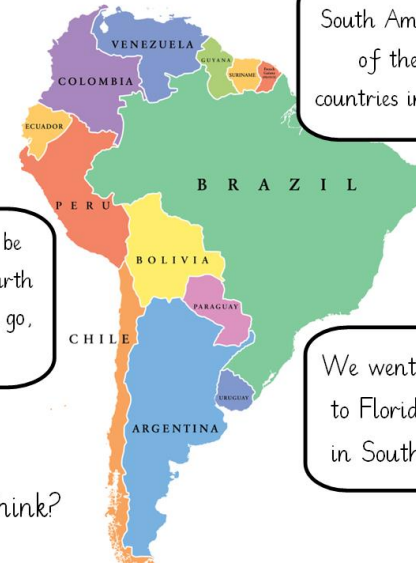 South Am
of the
countries i
VENEZUELA
GUYANA
SURINAME
COLOMBIA
ECUADOR
BRAZIL
PERU
be
rth
go,
BOLIVIA
PARAGUAY
CHILE
We went
to Florid
in South
URUGUAY
ARGENTINA
hink?